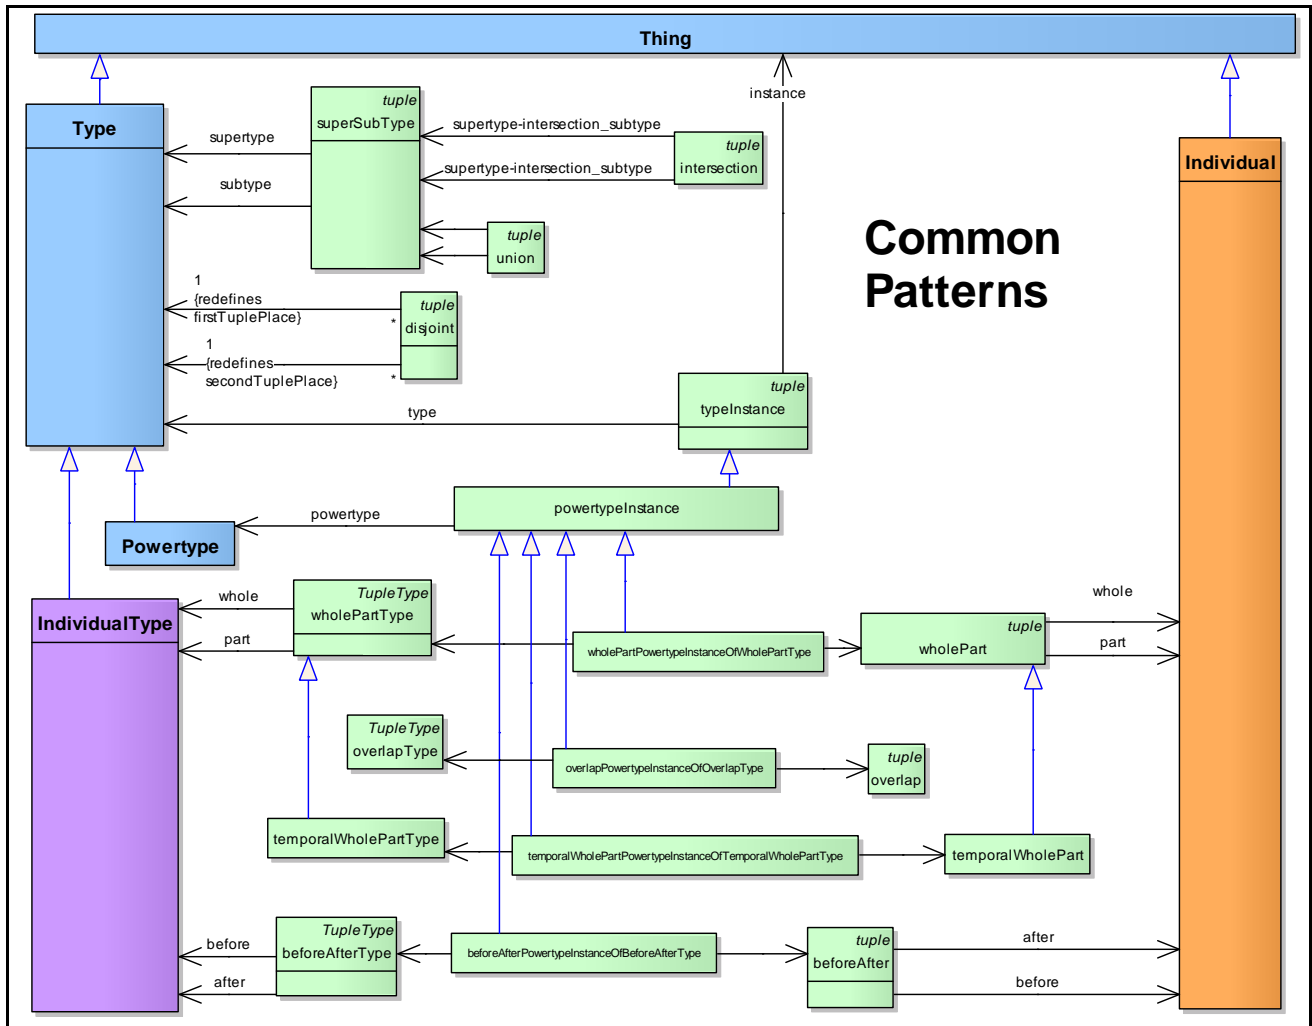 Thing
instance
tuple
superSubType
Type
supertype
supertype-intersection_subtype
tuple
intersection
Individual
subtype
supertype-intersection_subtype
Common
Patterns
tuple
union
1
{redefines
firstTuplePlace}
*
tuple
disjoint
1
{redefines
secondTuplePlace}
*
tuple
typeInstance
type
powertypeInstance
powertype
Powertype
IndividualType
whole
part
TupleType
wholePartType
wholePartPowertypeInstanceOfWholePartType
tuple
wholePart
whole
part
TupleType
overlapType
overlapPowertypeInstanceOfOverlapType
tuple
overlap
temporalWholePartType
temporalWholePartPowertypeInstanceOfTemporalWholePartType
temporalWholePart
before
after
TupleType
beforeAfterType
beforeAfterPowertypeInstanceOfBeforeAfterType
tuple
beforeAfter
after
before